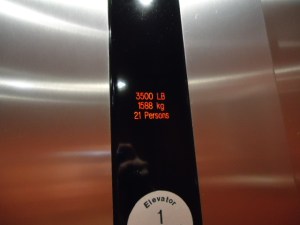 3500 LB
1588 kg
21 Persons
Elevator
1